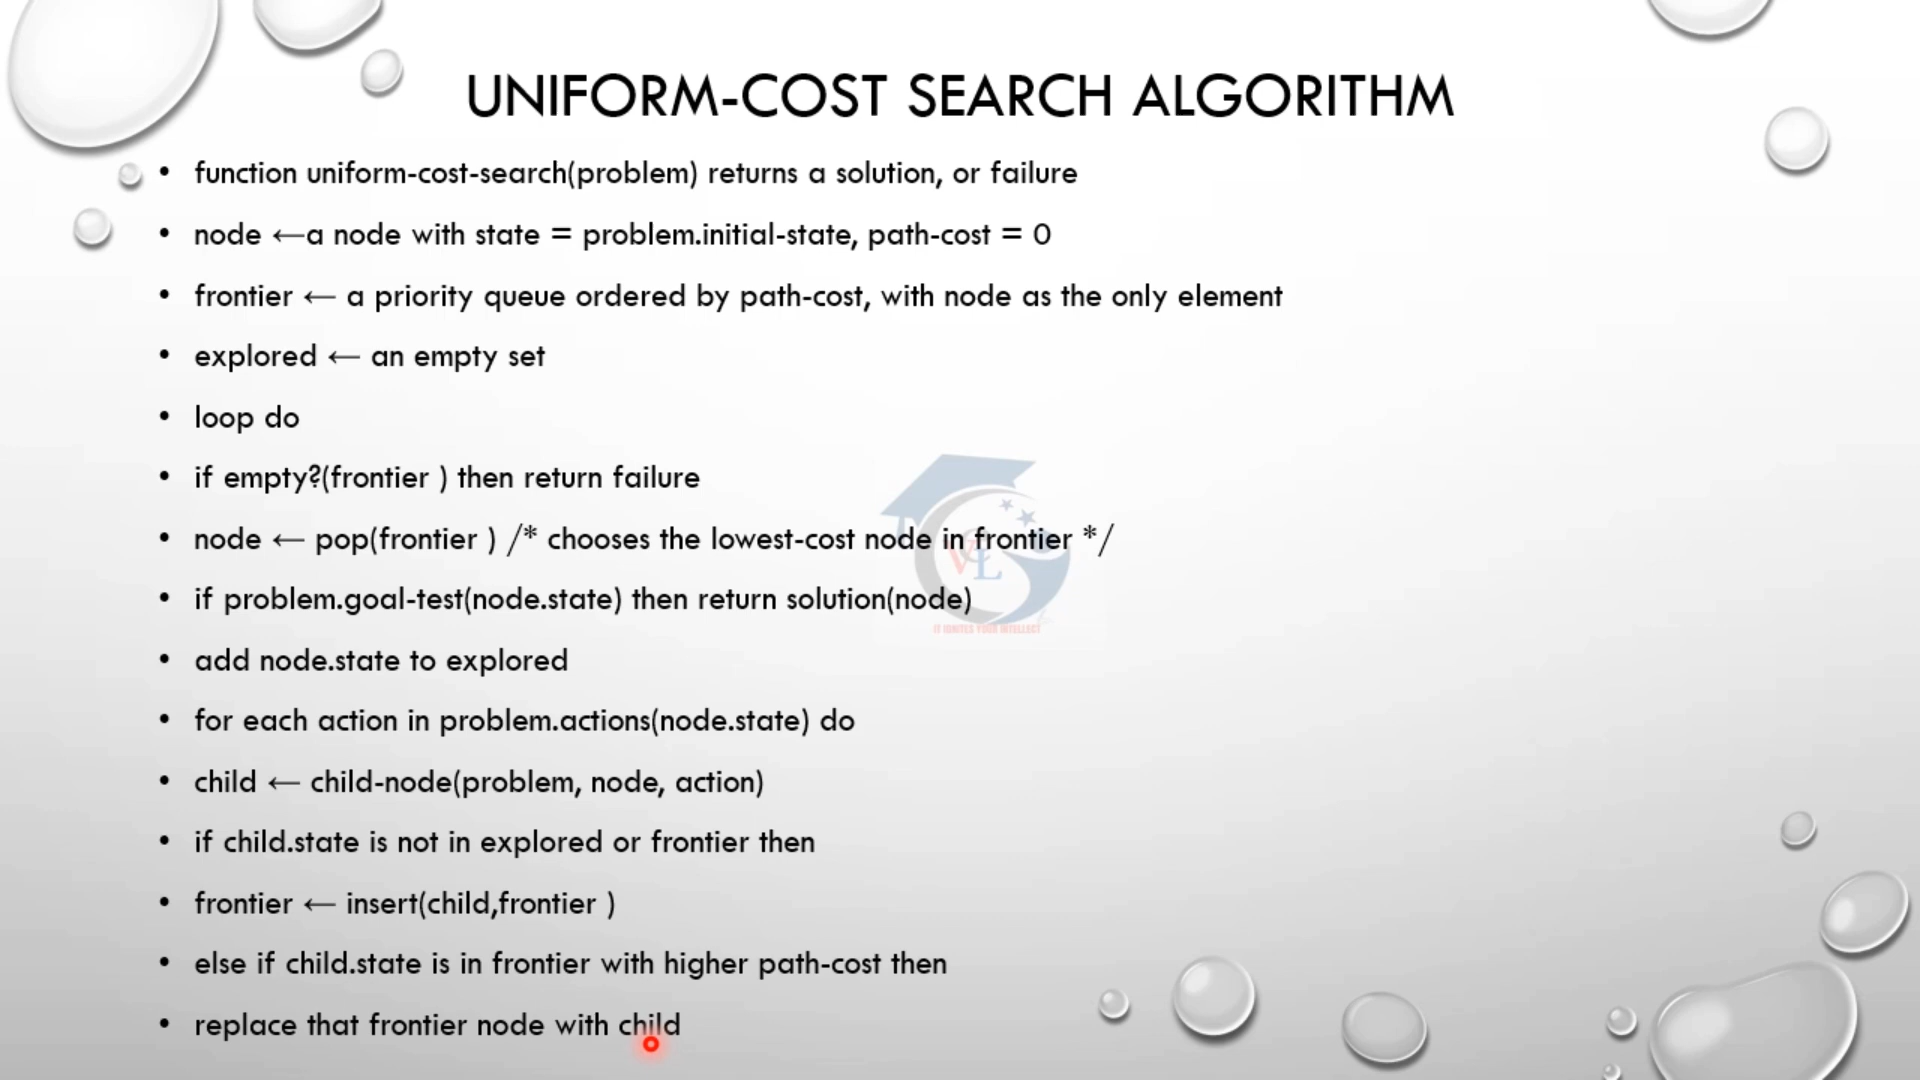 UNIFORM-COST SEARCH ALGORITHM
• function uniform-cost-search(problem) returns a solution, or failure
• node ←a node with state = problem.initial-state, path-cost = 0
• frontier ← a priority queue ordered by path-cost, with node as the only element
• explored ← an empty set
• loop do
• if empty?(frontier ) then return failure
• node ← pop(frontier ) /* chooses the lowest-cost node in frontier */
• if problem.goal-test(node.state) then return solution(node)
• add node.state to explored
• for each action in problem.actions(node.state) do
• child ← child-node(problem, node, action)
• if child.state is not in explored or frontier then
• frontier ← insert(child,frontier )
• else if child.state is in frontier with higher path-cost then
• replace that frontier node with child
IT IGNITES YOUR INTELLECT